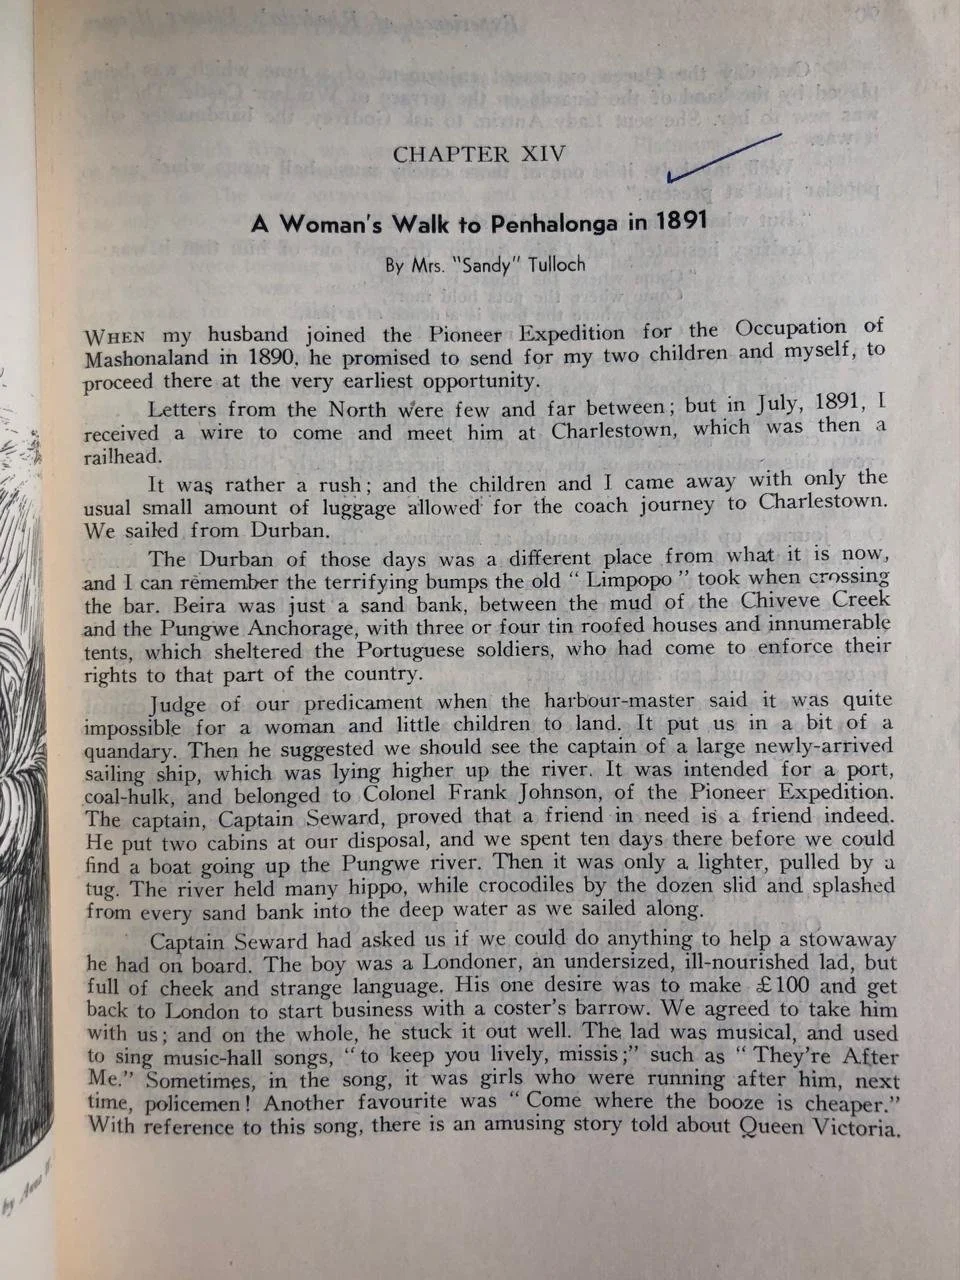 CHAPTER XIV
A Woman's Walk to Penhalonga in 1891
By Mrs. "Sandy" Tulloch
WHEN my husband joined the Pioneer Expedition for the Occupation of
Mashonaland in 1890, he promised to send for my two children and myself, to
proceed there at the very earliest opportunity.
Letters from the North were few and far between; but in July, 1891, I
received a wire to come and meet him at Charlestown, which was then a
railhead.
It was rather a rush; and the children and I came away with only the
usual small amount of luggage allowed for the coach journey to Charlestown.
We sailed from Durban.
The Durban of those days was a different place from what it is now,
and I can remember the terrifying bumps the old "Limpopo" took when crossing
the bar. Beira was just a sand bank, between the mud of the Chiveve Creek
and the Pungwe Anchorage, with three or four tin roofed houses and innumerable
tents, which sheltered the Portuguese soldiers, who had come to enforce their
rights to that part of the country.
Judge of our predicament when the harbour-master said it was quite
impossible for a woman and little children to land. It put us in a bit of a
quandary. Then he suggested we should see the captain of a large newly-arrived
sailing ship, which was lying higher up the river. It was intended for a port,
coal-hulk, and belonged to Colonel Frank Johnson, of the Pioneer Expedition.
The captain, Captain Seward, proved that a friend in need is a friend indeed.
He put two cabins at our disposal, and we spent ten days there before we could
find a boat going up the Pungwe river. Then it was only a lighter, pulled by a
tug. The river held many hippo, while crocodiles by the dozen slid and splashed
from every sand bank into the deep water as we sailed along.
Captain Seward had asked us if we could do anything to help a stowaway
he had on board. The boy was a Londoner, an undersized, ill-nourished lad, but
full of cheek and strange language. His one desire was to make £100 and get
back to London to start business with a coster's barrow. We agreed to take him
with us; and on the whole, he stuck it out well. The lad was musical, and used
to sing music-hall songs, "to keep you lively, missis;" such as "They're After
Me." Sometimes, in the song, it was girls who were running after him, next
time, policemen! Another favourite was "Come where the booze is cheaper."
With reference to this song, there is an amusing story told about Queen Victoria.
by Anna